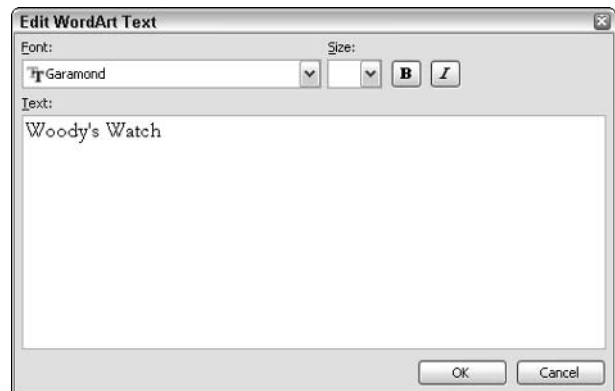 Edit WordArt Text
Font: Size:
Garamond B I
Text:
Woody's Watch
OK Cancel